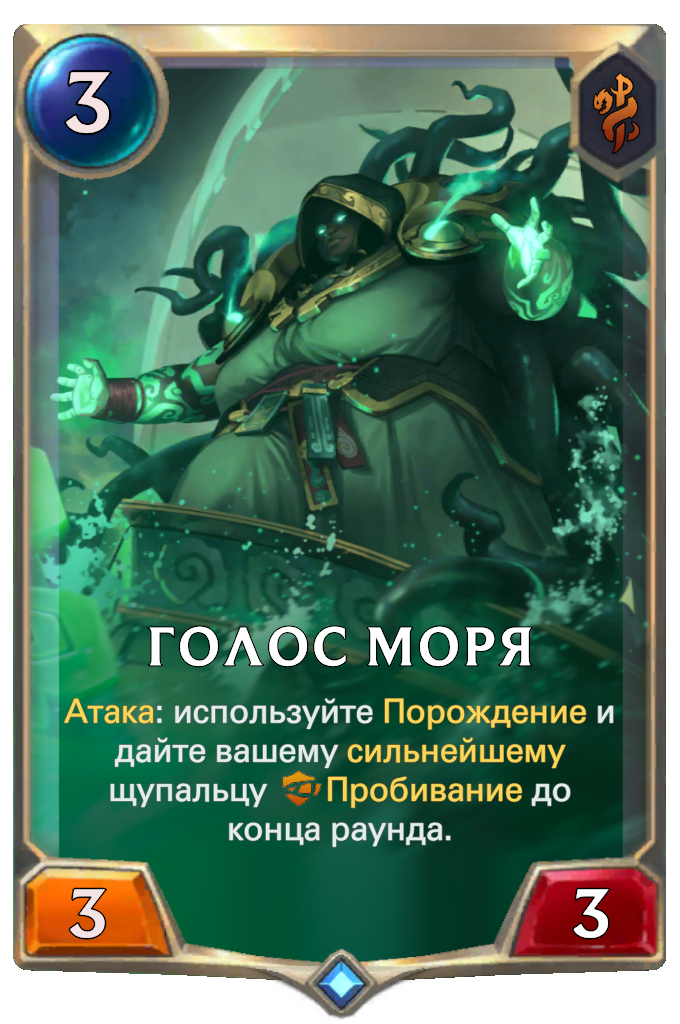 3
ГОЛОС МОРЯ
Атака: используйте Порождение и
дайте вашему сильнейшему
щупальцу Пробивание до
конца раунда.
3
3